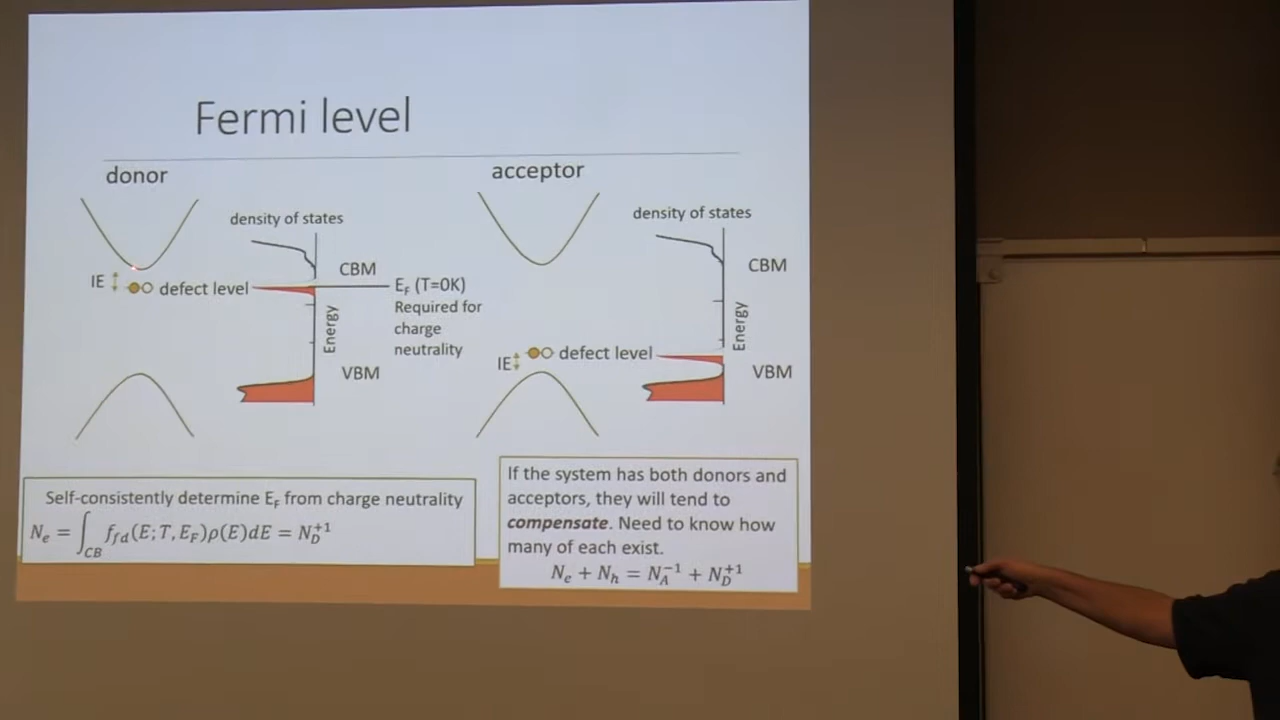 Fermi level
donor
density of states
CBM
IE
defect level
E_F (T=0K)
Required for
charge
neutrality
Energy
VBM
acceptor
density of states
CBM
Energy
IE
defect level
VBM
Self-consistently determine E_F from charge neutrality
N_e = ∫_CB f_fd(E; T, E_F)ρ(E)dE = N_D^+1
If the system has both donors and
acceptors, they will tend to
compensate. Need to know how
many of each exist.
N_e + N_h = N_A^−1 + N_D^+1